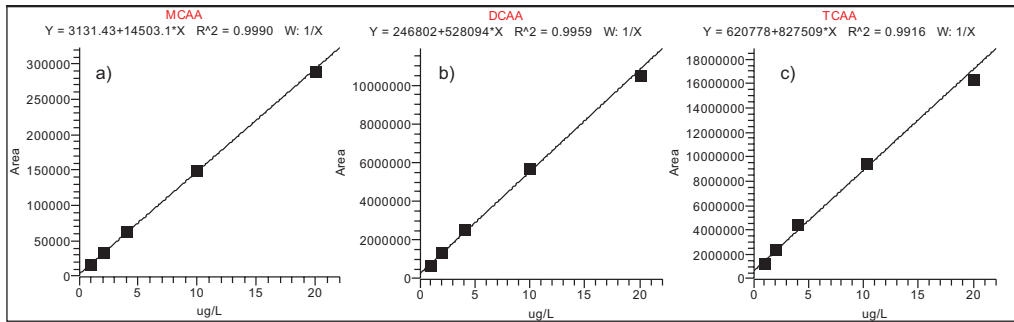 MCAA
Y = 3131.43+14503.1*X R^2 = 0.9990 W: 1/X
a)
300000
250000
200000
150000
100000
50000
0
Area
0 5 10 15 20
ug/L
DCAA
Y = 246802+528094*X R^2 = 0.9959 W: 1/X
b)
10000000
8000000
6000000
4000000
2000000
0
Area
0 5 10 15 20
ug/L
TCAA
Y = 620778+827509*X R^2 = 0.9916 W: 1/X
c)
18000000
16000000
14000000
12000000
10000000
8000000
6000000
4000000
2000000
0
Area
0 5 10 15 20
ug/L